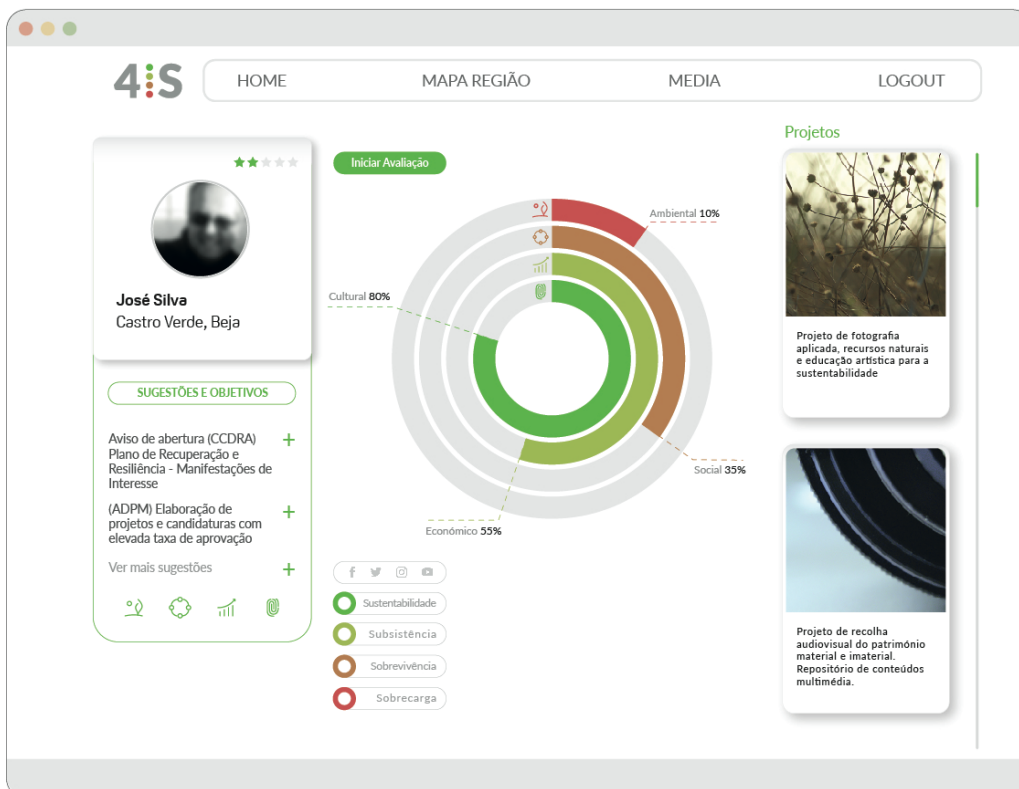 4 S
HOME
MAPA REGIÃO
MEDIA
LOGOUT
José Silva
Castro Verde, Beja
SUGESTÕES E OBJETIVOS
Aviso de abertura (CCDRA)
Plano de Recuperação e
Resiliência - Manifestações de
Interesse
(ADPM) Elaboração de
projetos e candidaturas com
elevada taxa de aprovação
Ver mais sugestões
Iniciar Avaliação
Ambiental 10%
Cultural 80%
Social 35%
Económico 55%
Sustentabilidade
Subsistência
Sobrevivência
Sobrecarga
Projetos
Projeto de fotografia
aplicada, recursos naturais
e educação artística para a
sustentabilidade
Projeto de recolha
audiovisual do património
material e imaterial.
Repositório de conteúdos
multimédia.